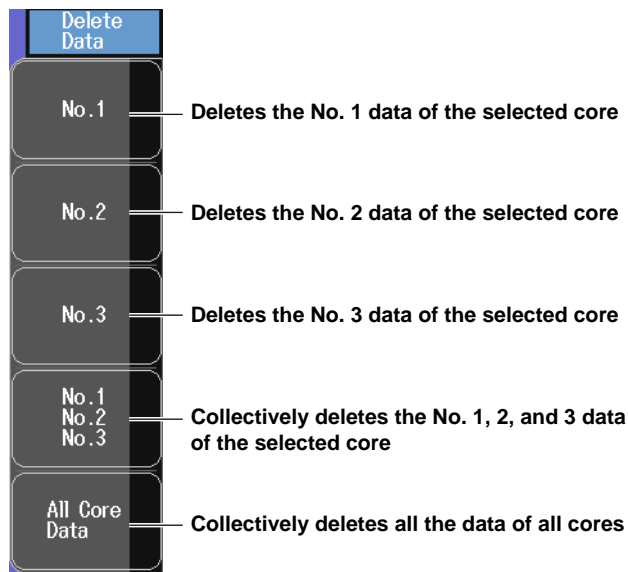 Delete
Data
No.1
Deletes the No. 1 data of the selected core
No.2
Deletes the No. 2 data of the selected core
No.3
Deletes the No. 3 data of the selected core
No.1
No.2
No.3
Collectively deletes the No. 1, 2, and 3 data
of the selected core
All Core
Data
Collectively deletes all the data of all cores